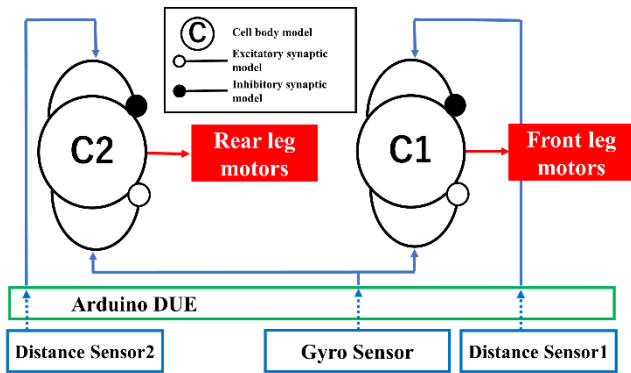 C
Cell body model
Excitatory synaptic
model
Inhibitory synaptic
model
C2
Rear leg
motors
C1
Front leg
motors
Arduino DUE
Distance Sensor2
Gyro Sensor
Distance Sensor1